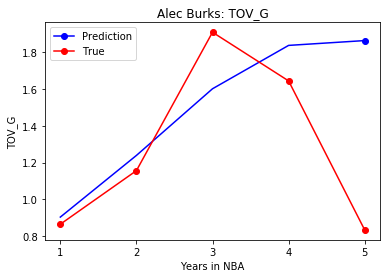 Alec Burks: TOV_G
Prediction
True
TOV_G
1.8
1.6
1.4
1.2
1.0
0.8
1 2 3 4 5
Years in NBA